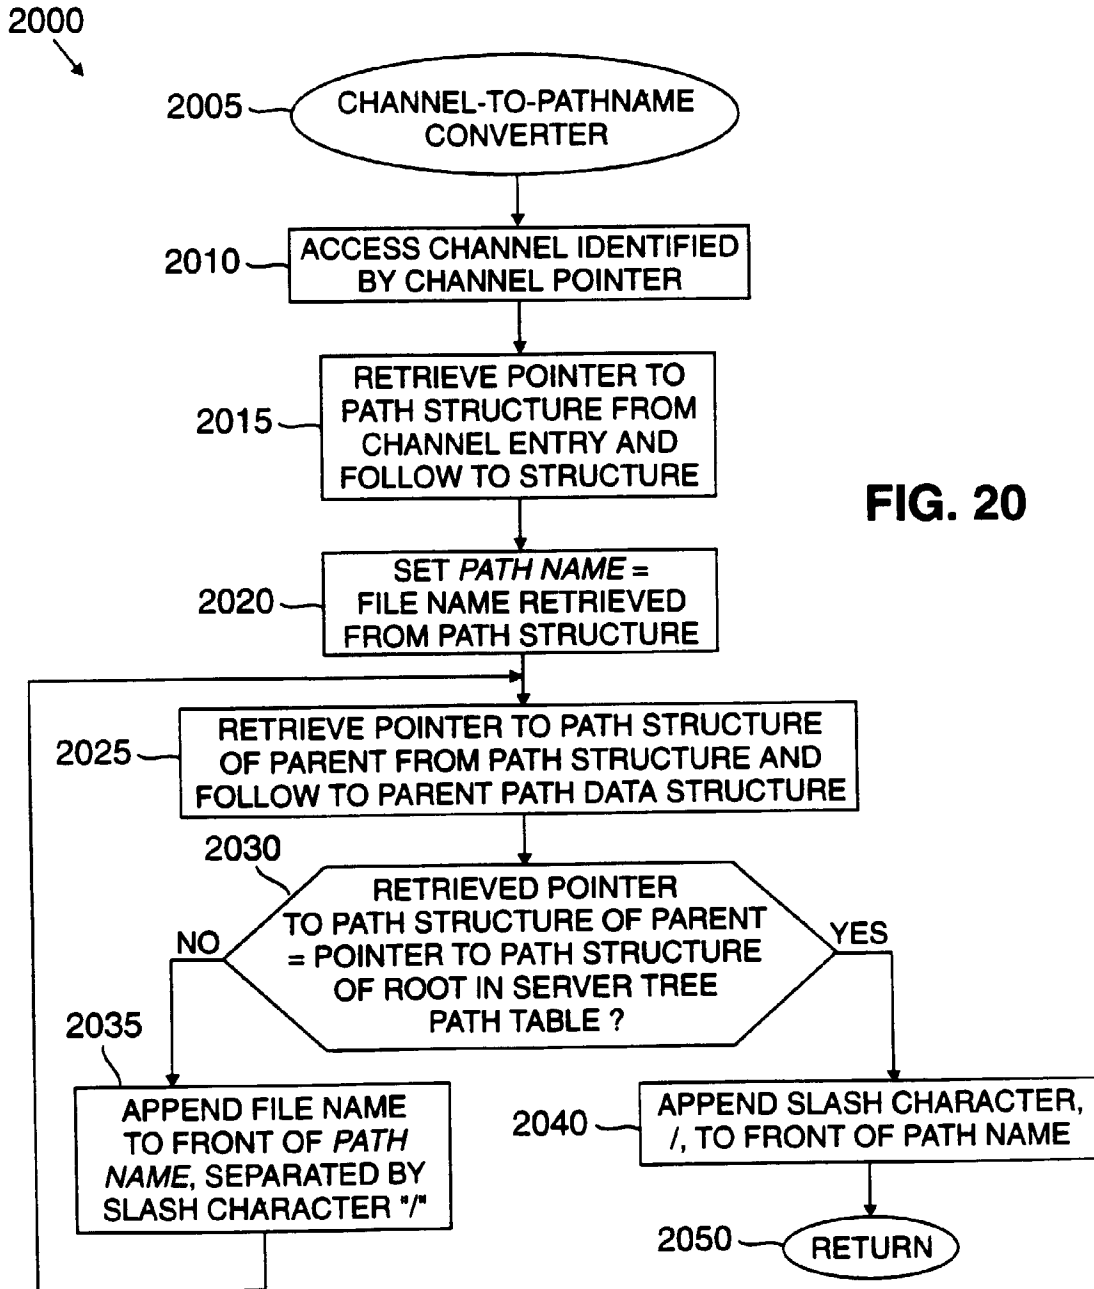 2000
2005
CHANNEL-TO-PATHNAME
CONVERTER
2010
ACCESS CHANNEL IDENTIFIED
BY CHANNEL POINTER
2015
RETRIEVE POINTER TO
PATH STRUCTURE FROM
CHANNEL ENTRY AND
FOLLOW TO STRUCTURE
FIG. 20
2020
SET PATH NAME =
FILE NAME RETRIEVED
FROM PATH STRUCTURE
2025
RETRIEVE POINTER TO PATH STRUCTURE
OF PARENT FROM PATH STRUCTURE AND
FOLLOW TO PARENT PATH DATA STRUCTURE
2030
RETRIEVED POINTER
TO PATH STRUCTURE OF PARENT
= POINTER TO PATH STRUCTURE
OF ROOT IN SERVER TREE
PATH TABLE ?
NO
YES
2035
APPEND FILE NAME
TO FRONT OF PATH
NAME, SEPARATED BY
SLASH CHARACTER "/"
2040
APPEND SLASH CHARACTER,
/, TO FRONT OF PATH NAME
2050
RETURN